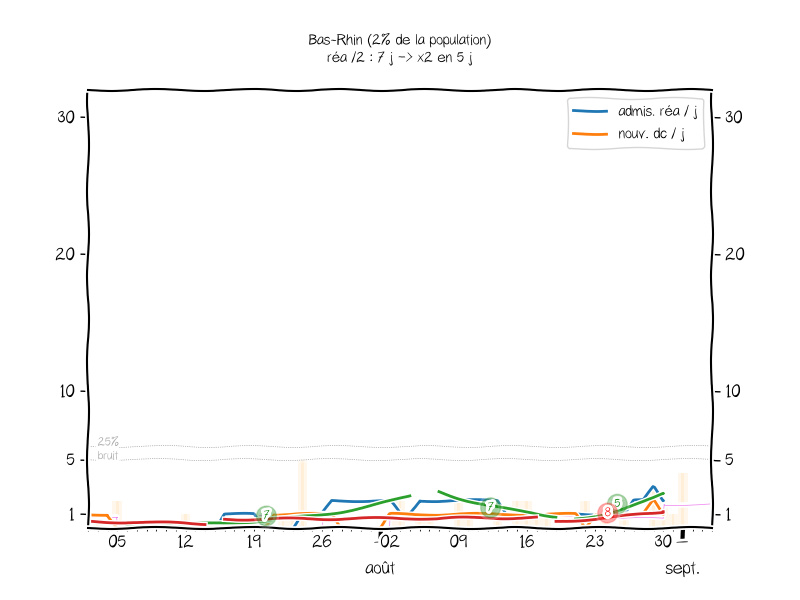 Bas-Rhin (2% de la population)
réa /2 : 7 j -> x2 en 5 j
admis. réa / j
nouv. dc / j
30 30
20 20
10 10
25%
bruit
5 5
1 1
7 7 8 5
05 12 19 26 02 09 16 23 30
août sept.